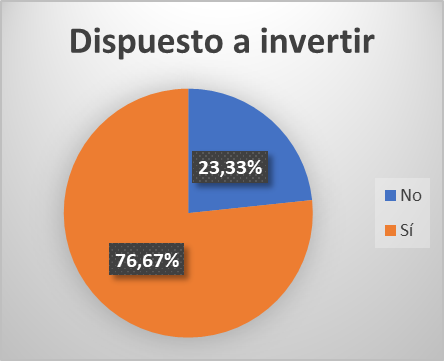 Dispuesto a invertir
23,33%
76,67%
No
Sí